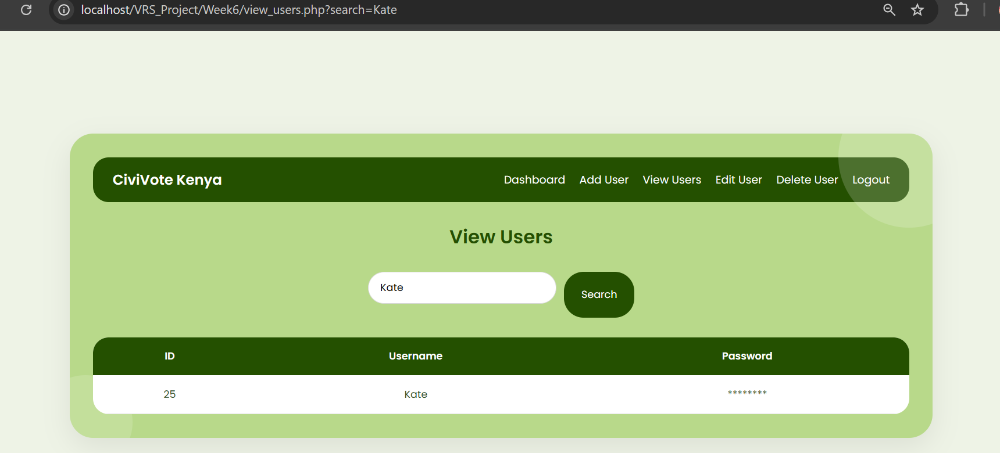 localhost/VRS_Project/Week6/view_users.php?search=Kate
CiviVote Kenya Dashboard Add User View Users Edit User Delete User Logout
View Users
Kate Search
ID Username Password
25 Kate ********